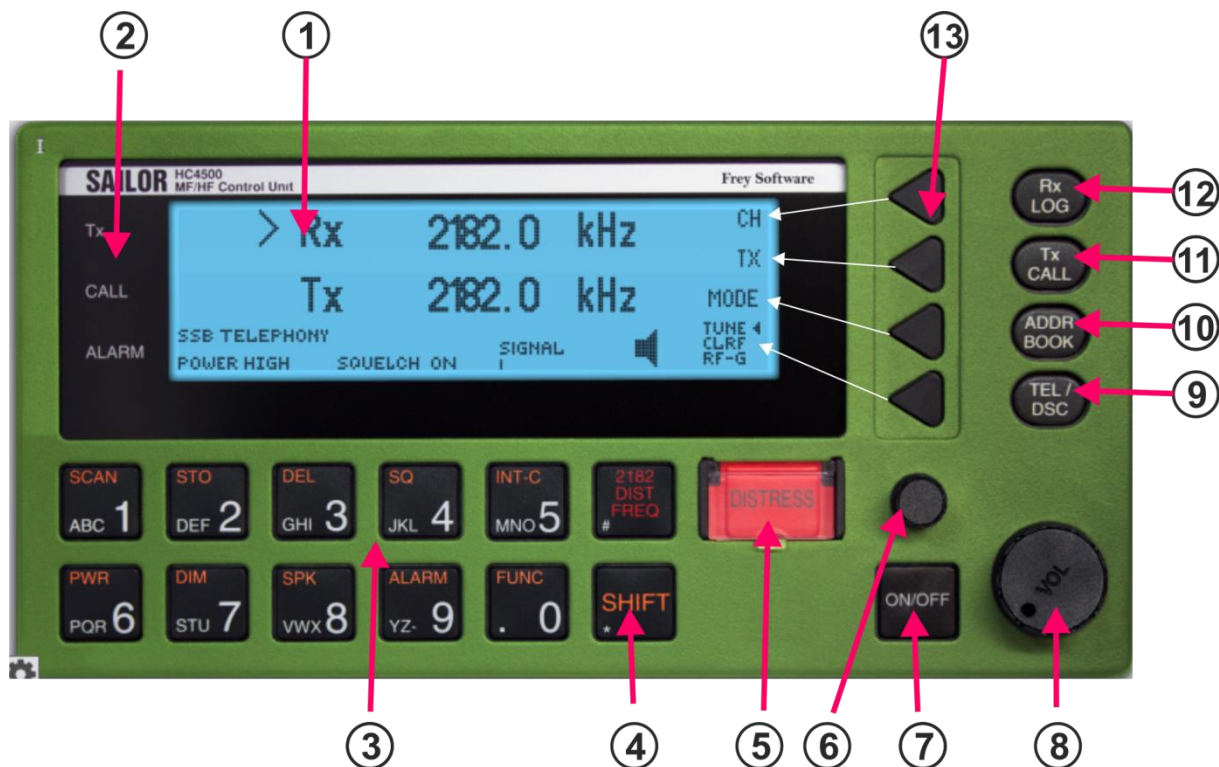 2
1
13
I
SAILOR HC4500
MF/HF Control Unit
Frey Software
Tx
CALL
ALARM
> Rx 2182.0 kHz
Tx 2182.0 kHz
SSB TELEPHONY
POWER HIGH SQUELCH ON SIGNAL
CH
TX
MODE
TUNE
CLRF
RF-G
Rx
LOG
12
Tx
CALL
11
ADDR
BOOK
10
TEL /
DSC
9
SCAN
ABC 1
STO
DEF 2
DEL
GHI 3
SQ
JKL 4
INT-C
MNO 5
2182
DIST
FREQ
#
DISTRESS
PWR
PQR 6
DIM
STU 7
SPK
VWX 8
ALARM
YZ- 9
FUNC
. 0
SHIFT
*
ON/OFF
VOL
3
4
5
6
7
8